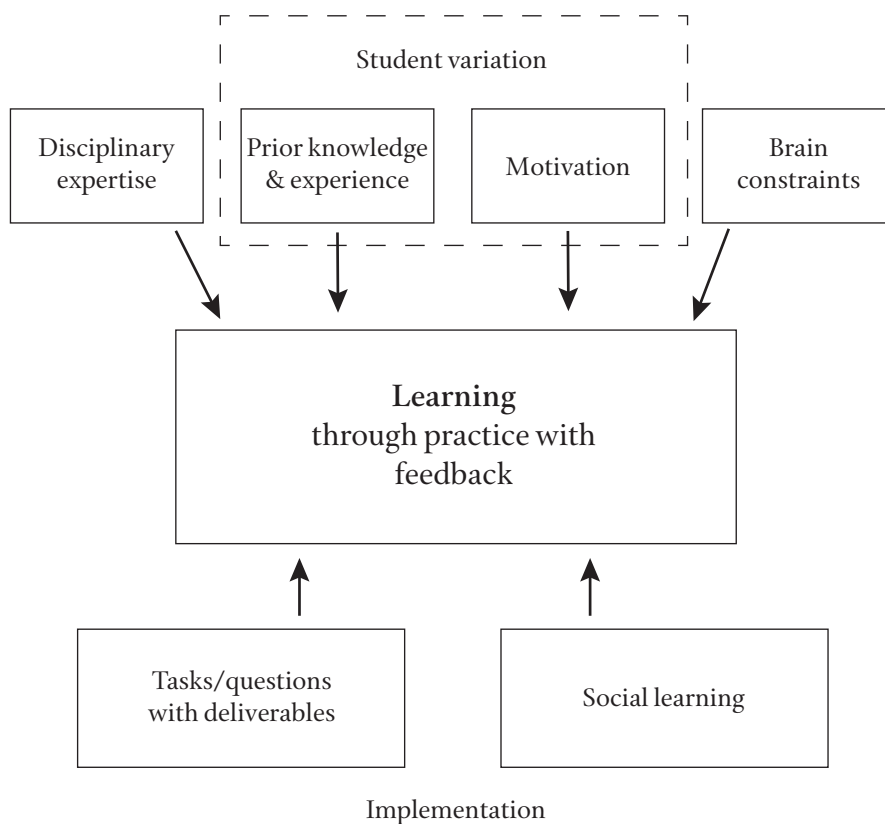 Student variation
Disciplinary
expertise
Prior knowledge
& experience
Motivation
Brain
constraints
Learning
through practice with
feedback
Tasks/questions
with deliverables
Social learning
Implementation